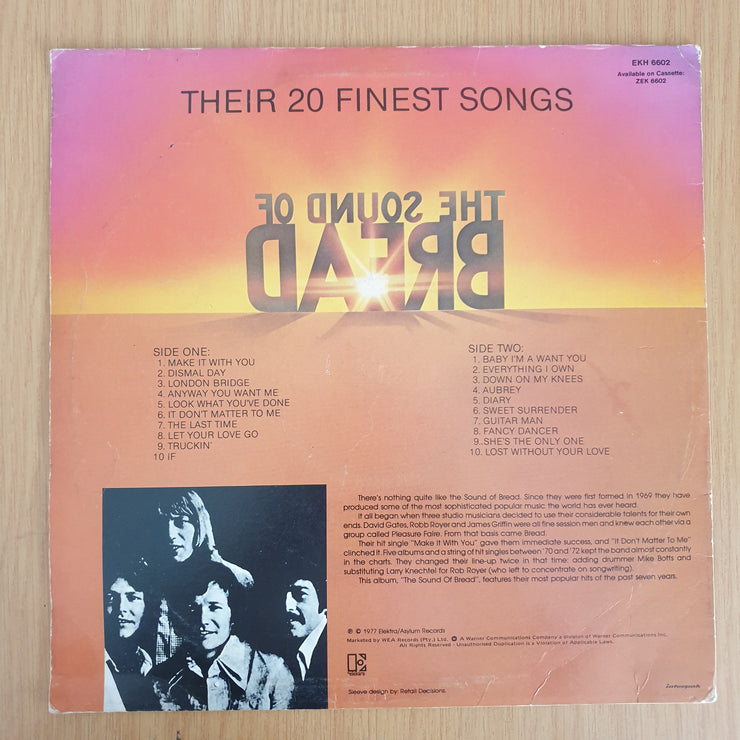 EKH 6602
Available on Cassette:
ZEK 6602
THEIR 20 FINEST SONGS
THE SOUND OF
BREAD
SIDE ONE:
1. MAKE IT WITH YOU
2. DISMAL DAY
3. LONDON BRIDGE
4. ANYWAY YOU WANT ME
5. LOOK WHAT YOU'VE DONE
6. IT DON'T MATTER TO ME
7. THE LAST TIME
8. LET YOUR LOVE GO
9. TRUCKIN'
10 IF
SIDE TWO:
1. BABY I'M A WANT YOU
2. EVERYTHING I OWN
3. DOWN ON MY KNEES
4. AUBREY
5. DIARY
6. SWEET SURRENDER
7. GUITAR MAN
8. FANCY DANCER
9..SHE'S THE ONLY ONE
10. LOST WITHOUT YOUR LOVE
There's nothing quite like the Sound of Bread. Since they were first formed in 1969 they have
produced some of the most sophisticated popular music the world has ever heard.
It all began when three studio musicians decided to use their considerable talents for their own
ends. David Gates, Robb Royer and James Griffin were all fine session men and knew each other via a
group called Pleasure Faire. From that basis came Bread.
Their hit single "Make It With You" gave them immediate success, and "It Don't Matter To Me"
clinched it. Five albums and a string of hit singles between '70 and '72 kept the band almost constantly
in the charts. They changed their line-up twice in that time: adding drummer Mike Botts and
substituting Larry Knechtel for Rob Royer (who left to concentrate on songwriting).
This album, "The Sound Of Bread", features their most popular hits of the past seven years.
℗ © 1977 Elektra/Asylum Records
Marketed by WEA Records (Pty.) Ltd. A Warner Communications Company a division of Warner Communications Inc.
All Rights Reserved - Unauthorised Duplication is a Violation of Applicable Laws.
elektra
Sleeve design by: Retail Decisions.